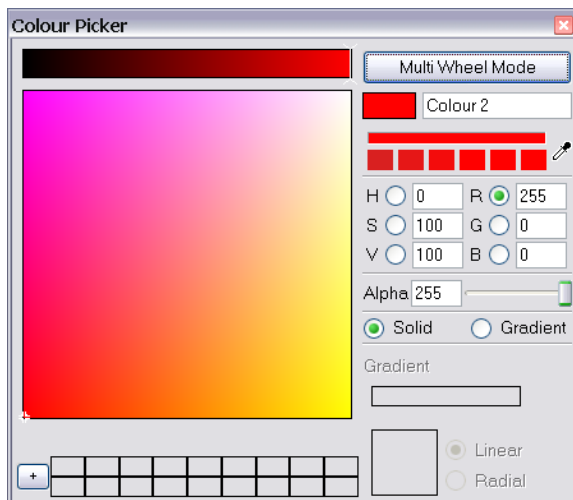 Colour Picker
Multi Wheel Mode
Colour 2
H 0 R 255
S 100 G 0
V 100 B 0
Alpha 255
Solid Gradient
Gradient
+
Linear
Radial